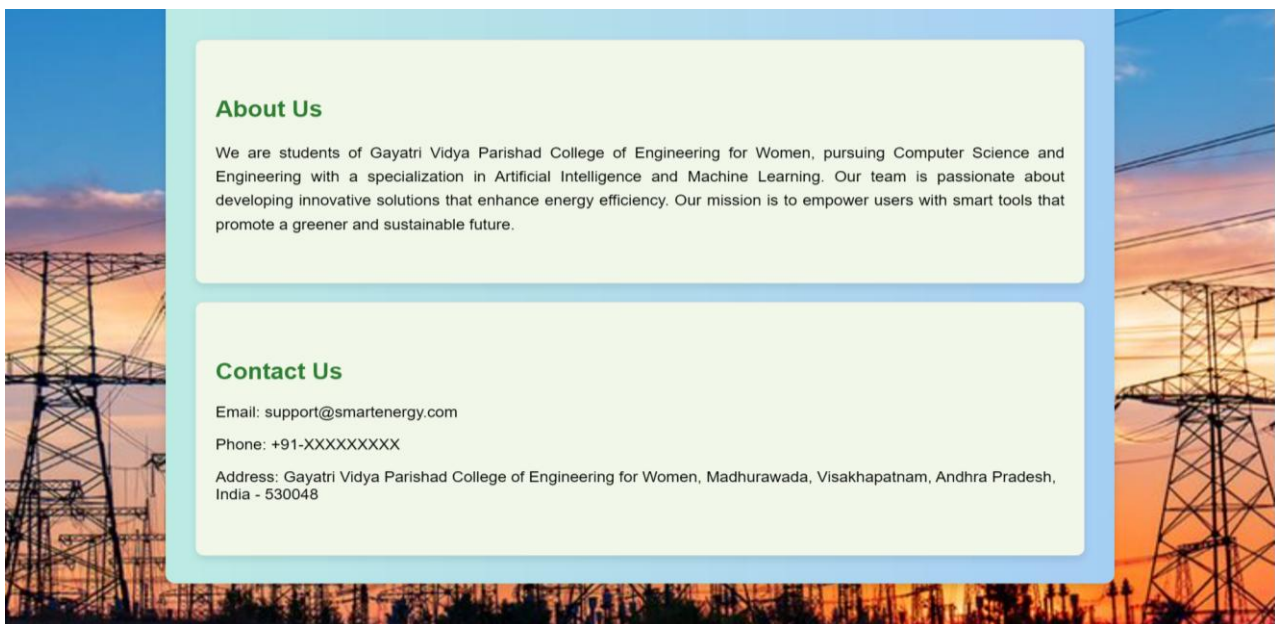 About Us
We are students of Gayatri Vidya Parishad College of Engineering for Women, pursuing Computer Science and
Engineering with a specialization in Artificial Intelligence and Machine Learning. Our team is passionate about
developing innovative solutions that enhance energy efficiency. Our mission is to empower users with smart tools that
promote a greener and sustainable future.
Contact Us
Email: support@smartenergy.com
Phone: +91-XXXXXXXXX
Address: Gayatri Vidya Parishad College of Engineering for Women, Madhurawada, Visakhapatnam, Andhra Pradesh,
India - 530048